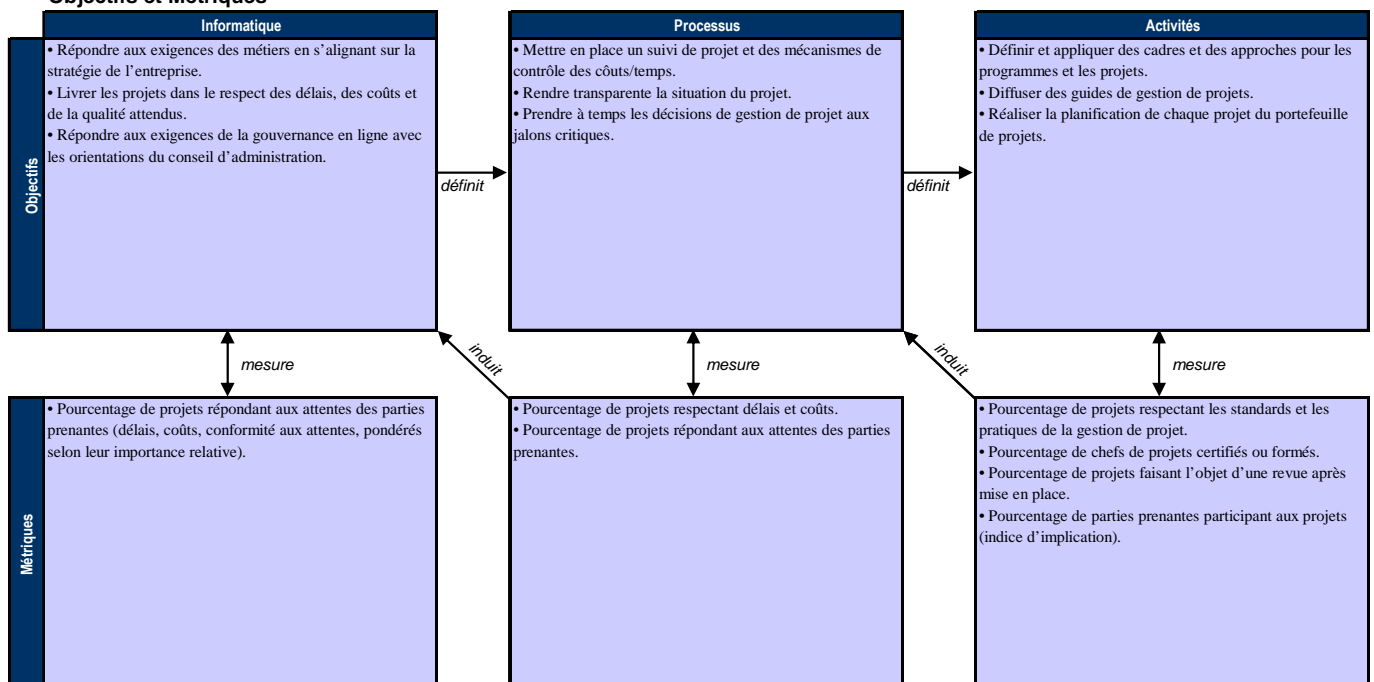 Objectifs et Métriques
Informatique
Processus
Activités
Objectifs
• Répondre aux exigences des métiers en s’alignant sur la
stratégie de l’entreprise.
• Livrer les projets dans le respect des délais, des coûts et
de la qualité attendus.
• Répondre aux exigences de la gouvernance en ligne avec
les orientations du conseil d’administration.
définit
• Mettre en place un suivi de projet et des mécanismes de
contrôle des côuts/temps.
• Rendre transparente la situation du projet.
• Prendre à temps les décisions de gestion de projet aux
jalons critiques.
définit
• Définir et appliquer des cadres et des approches pour les
programmes et les projets.
• Diffuser des guides de gestion de projets.
• Réaliser la planification de chaque projet du portefeuille
de projets.
mesure
induit
mesure
induit
mesure
Métriques
• Pourcentage de projets répondant aux attentes des parties
prenantes (délais, coûts, conformité aux attentes, pondérés
selon leur importance relative).
• Pourcentage de projets respectant délais et coûts.
• Pourcentage de projets répondant aux attentes des parties
prenantes.
• Pourcentage de projets respectant les standards et les
pratiques de la gestion de projet.
• Pourcentage de chefs de projets certifiés ou formés.
• Pourcentage de projets faisant l’objet d’une revue après
mise en place.
• Pourcentage de parties prenantes participant aux projets
(indice d’implication).